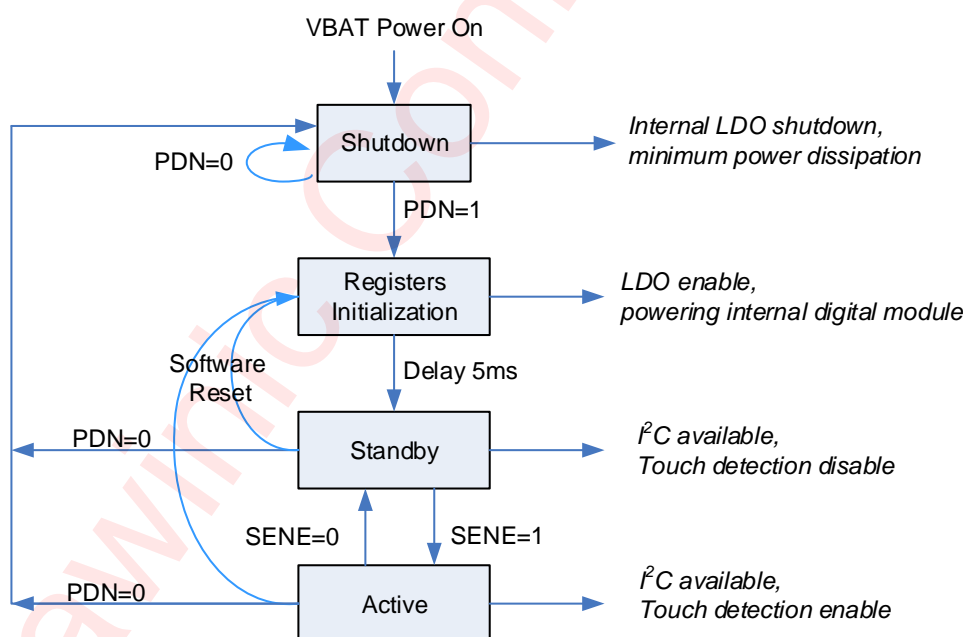 VBAT Power On
Shutdown
PDN=0
Internal LDO shutdown,
minimum power dissipation
PDN=1
Registers
Initialization
LDO enable,
powering internal digital module
Software
Reset
Delay 5ms
PDN=0
Standby
I²C available,
Touch detection disable
SENE=0
SENE=1
PDN=0
Active
I²C available,
Touch detection enable
awinic Com